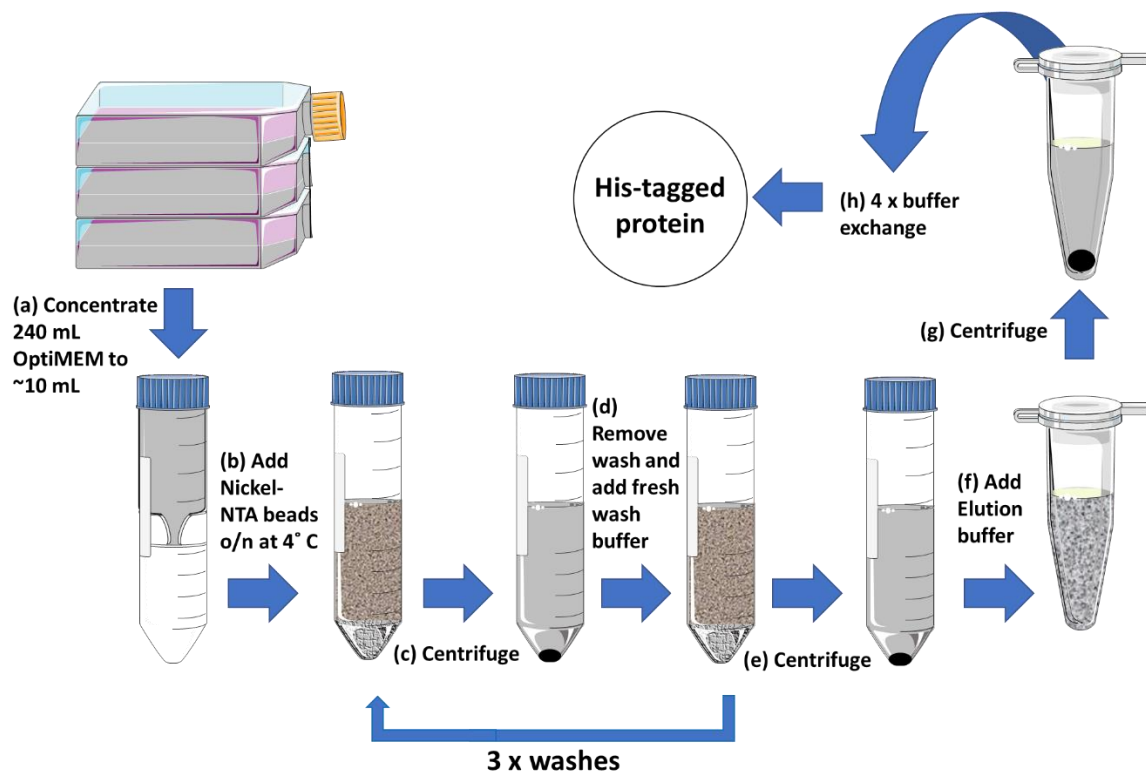 (a) Concentrate
240 mL
OptiMEM to
~10 mL
(b) Add
Nickel-
NTA beads
o/n at 4° C
(c) Centrifuge
(d)
Remove
wash and
add fresh
wash
buffer
(e) Centrifuge
(f) Add
Elution
buffer
(g) Centrifuge
(h) 4 x buffer
exchange
His-tagged
protein
3 x washes